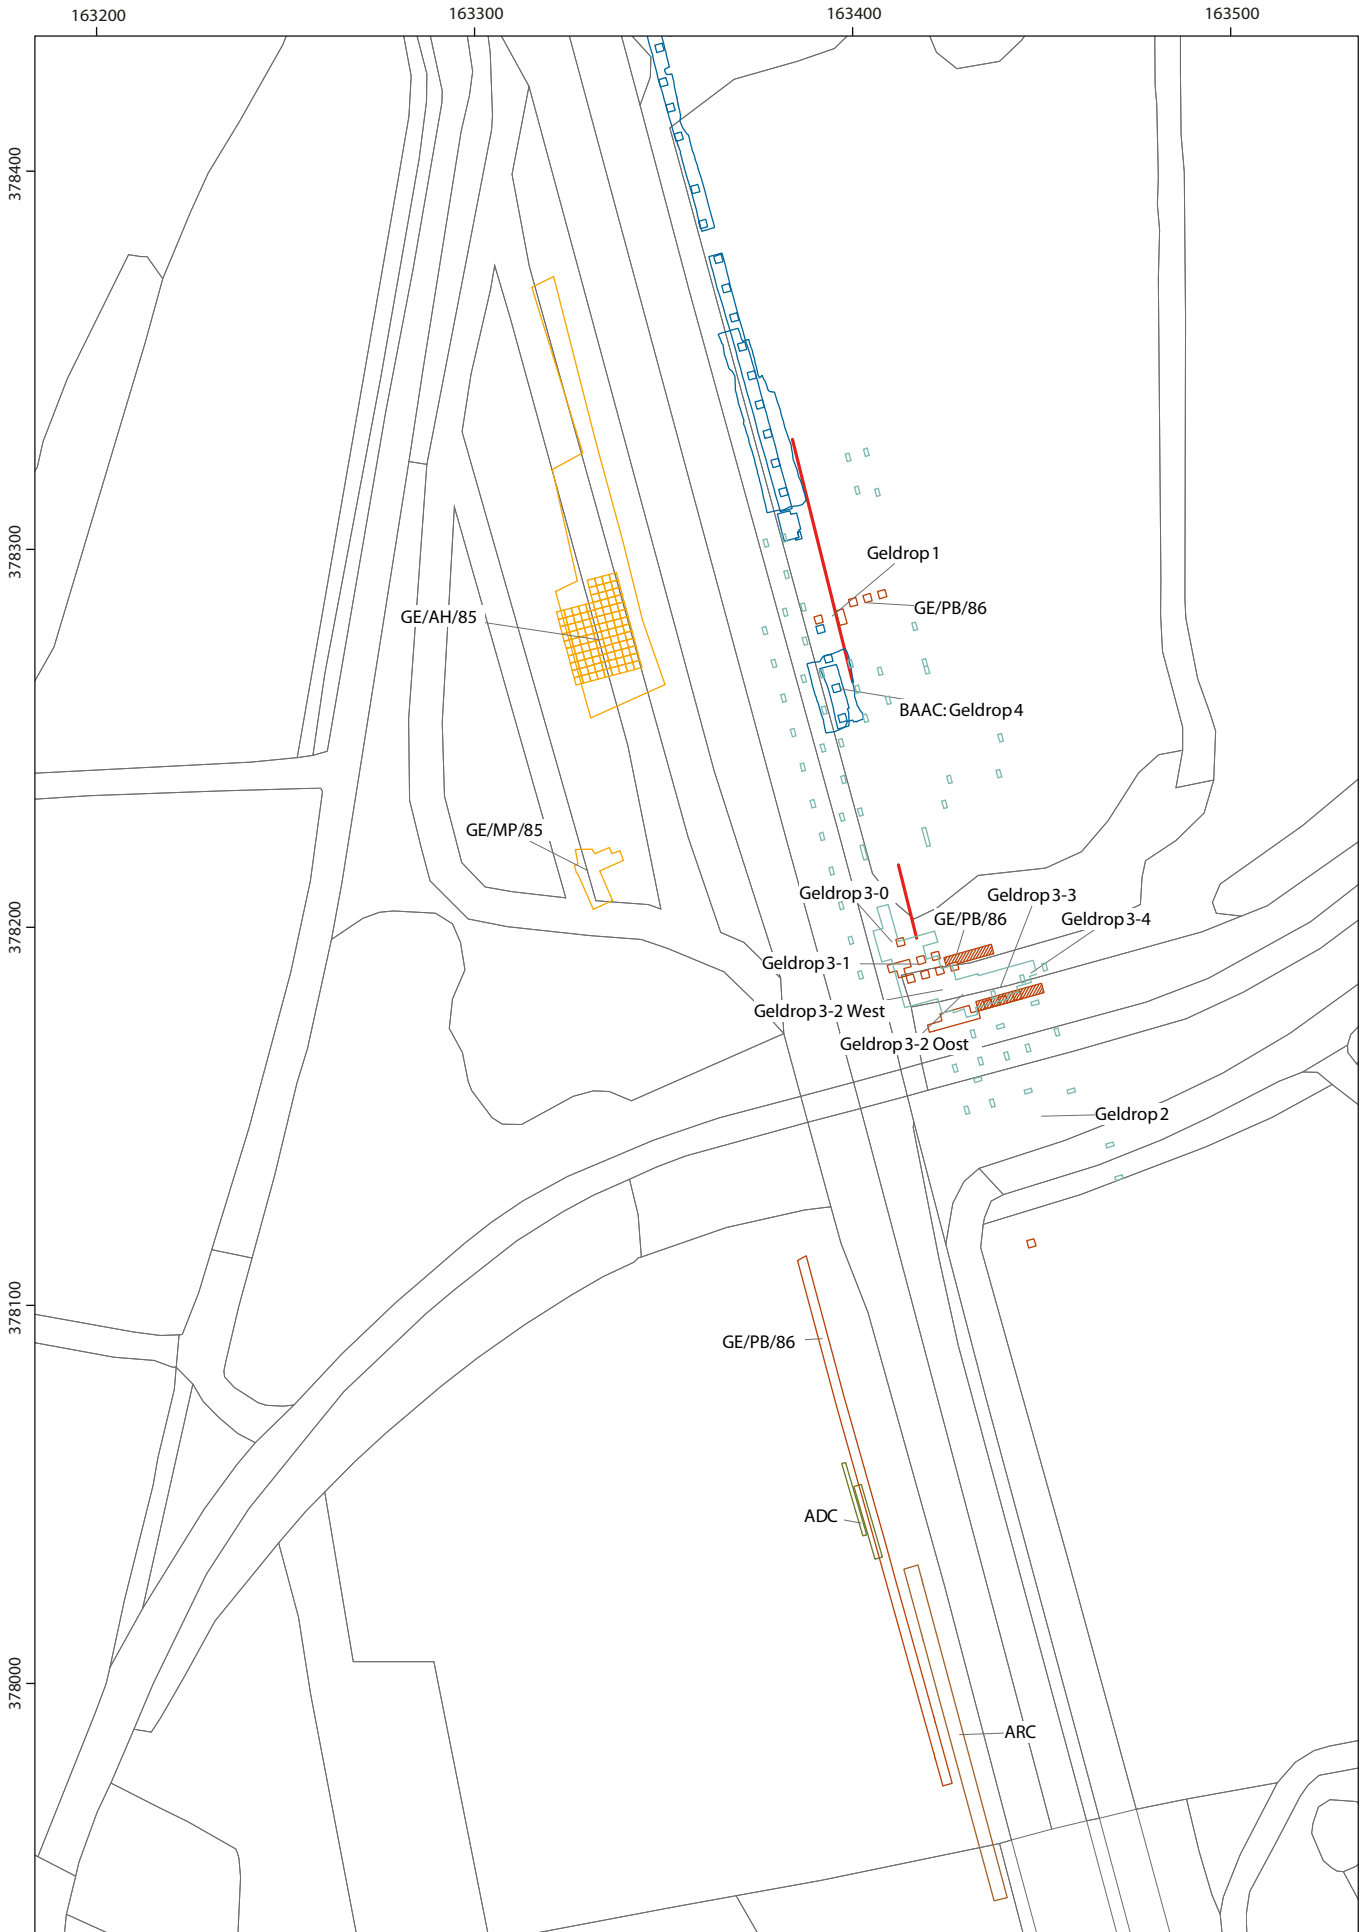 163200
163300
163400
163500
378400
378300
Geldrop 1
GE/PB/86
GE/AH/85
BAAC: Geldrop 4
GE/MP/85
Geldrop 3-0
Geldrop 3-3
GE/PB/86
Geldrop 3-4
378200
Geldrop 3-1
Geldrop 3-2 West
Geldrop 3-2 Oost
Geldrop 2
378100
GE/PB/86
ADC
378000
ARC